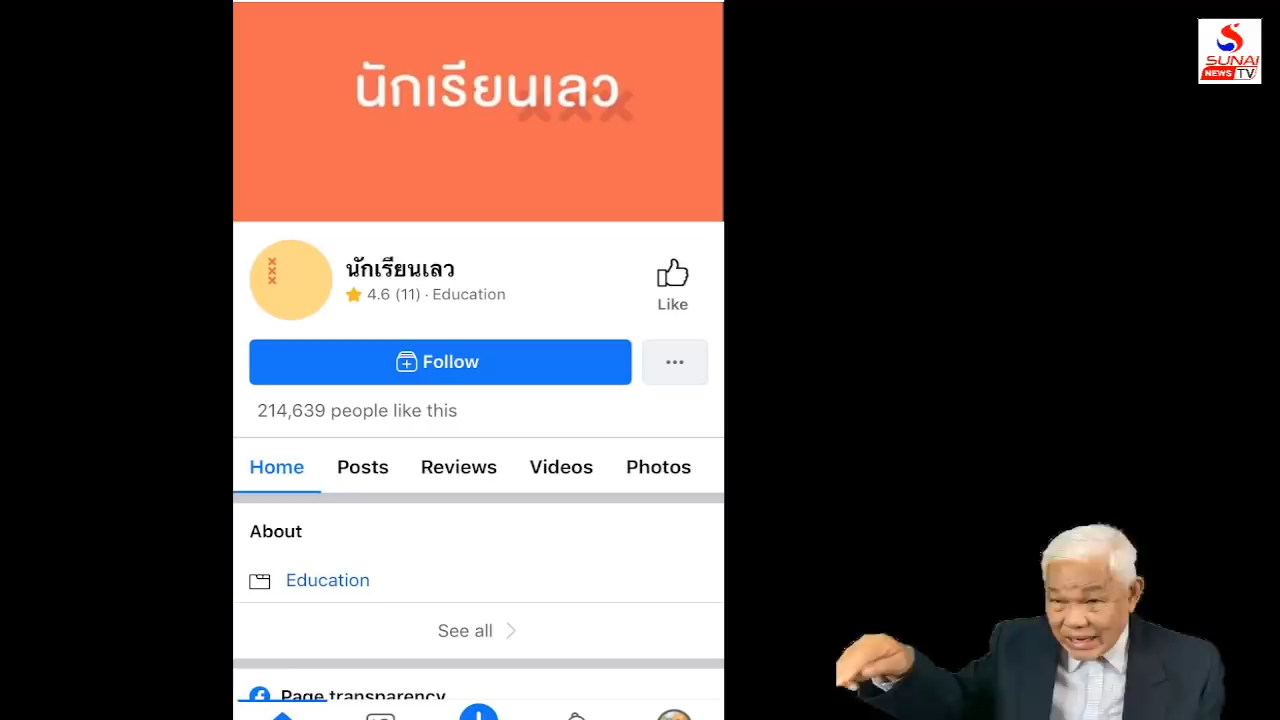 นักเรียนเลว
SUNAI
NEWS TV
นักเรียนเลว
4.6 (11) · Education
Like
Follow
214,639 people like this
Home Posts Reviews Videos Photos
About
Education
See all
Page transparency